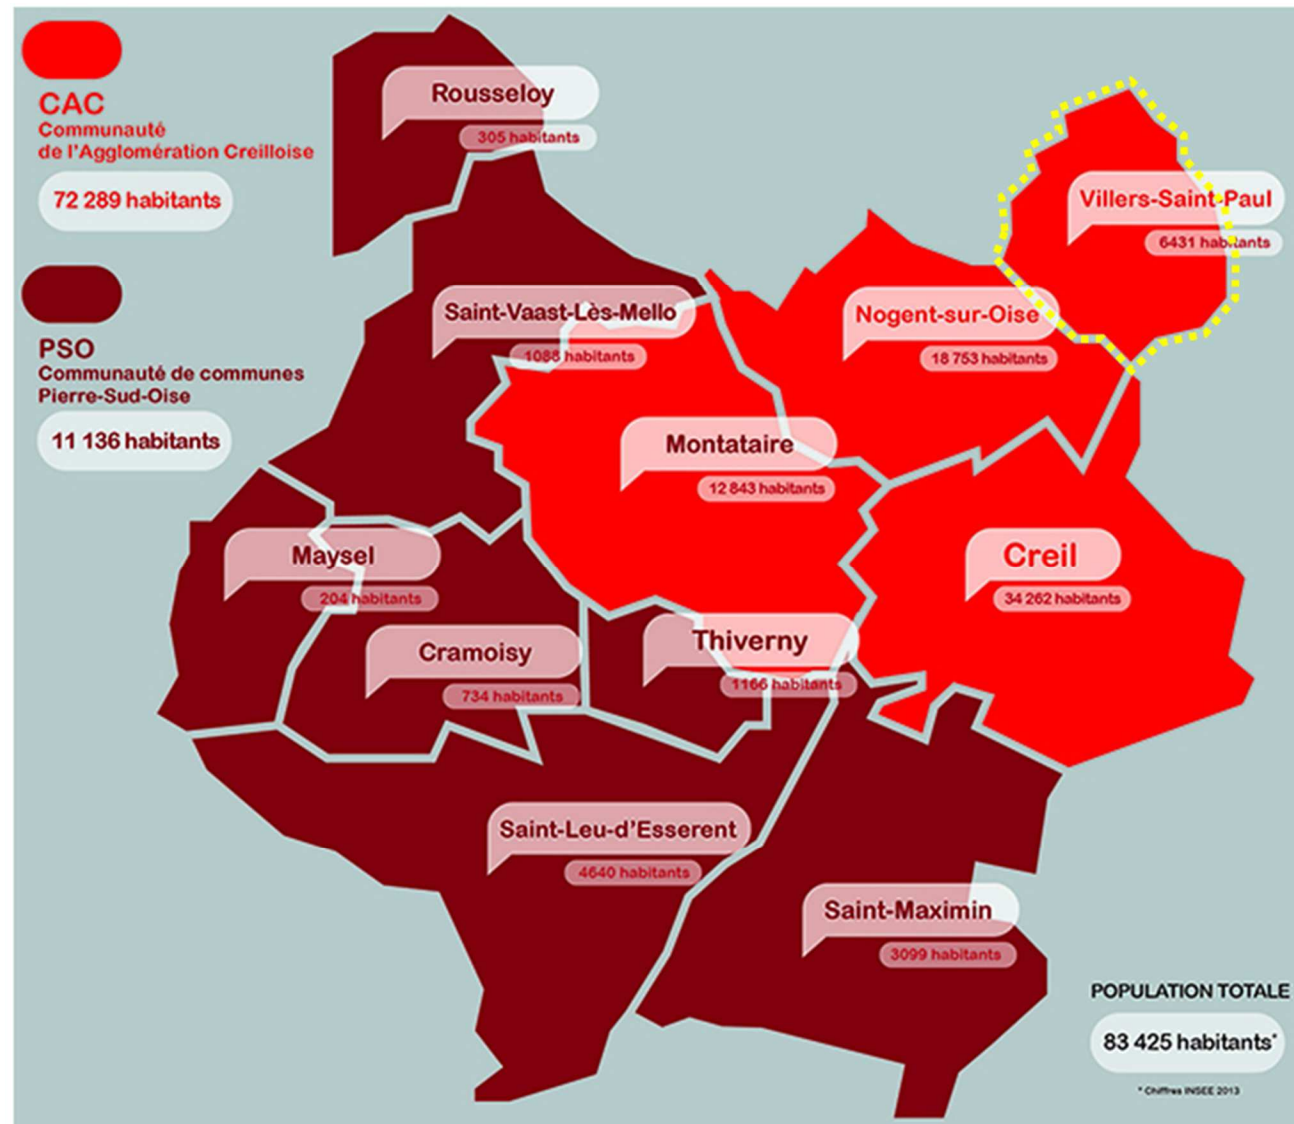 CAC
Communauté
de l'Agglomération Creilloise
72 289 habitants
PSO
Communauté de communes
Pierre-Sud-Oise
11 136 habitants
Rousseloy
305 habitants
Villers-Saint-Paul
6431 habitants
Saint-Vaast-Lès-Mello
1088 habitants
Nogent-sur-Oise
18 753 habitants
Montataire
12 843 habitants
Creil
34 262 habitants
Maysel
204 habitants
Cramoisy
734 habitants
Thiverny
1166 habitants
Saint-Leu-d'Esserent
4640 habitants
Saint-Maximin
3099 habitants
POPULATION TOTALE
83 425 habitants*
* Chiffres INSEE 2013